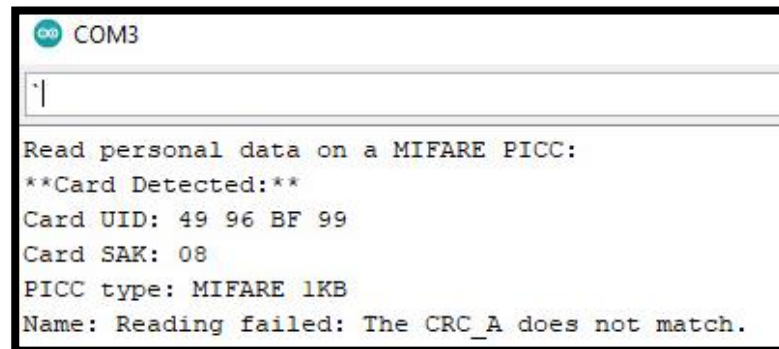 COM3
`
Read personal data on a MIFARE PICC:
**Card Detected:**
Card UID: 49 96 BF 99
Card SAK: 08
PICC type: MIFARE 1KB
Name: Reading failed: The CRC_A does not match.